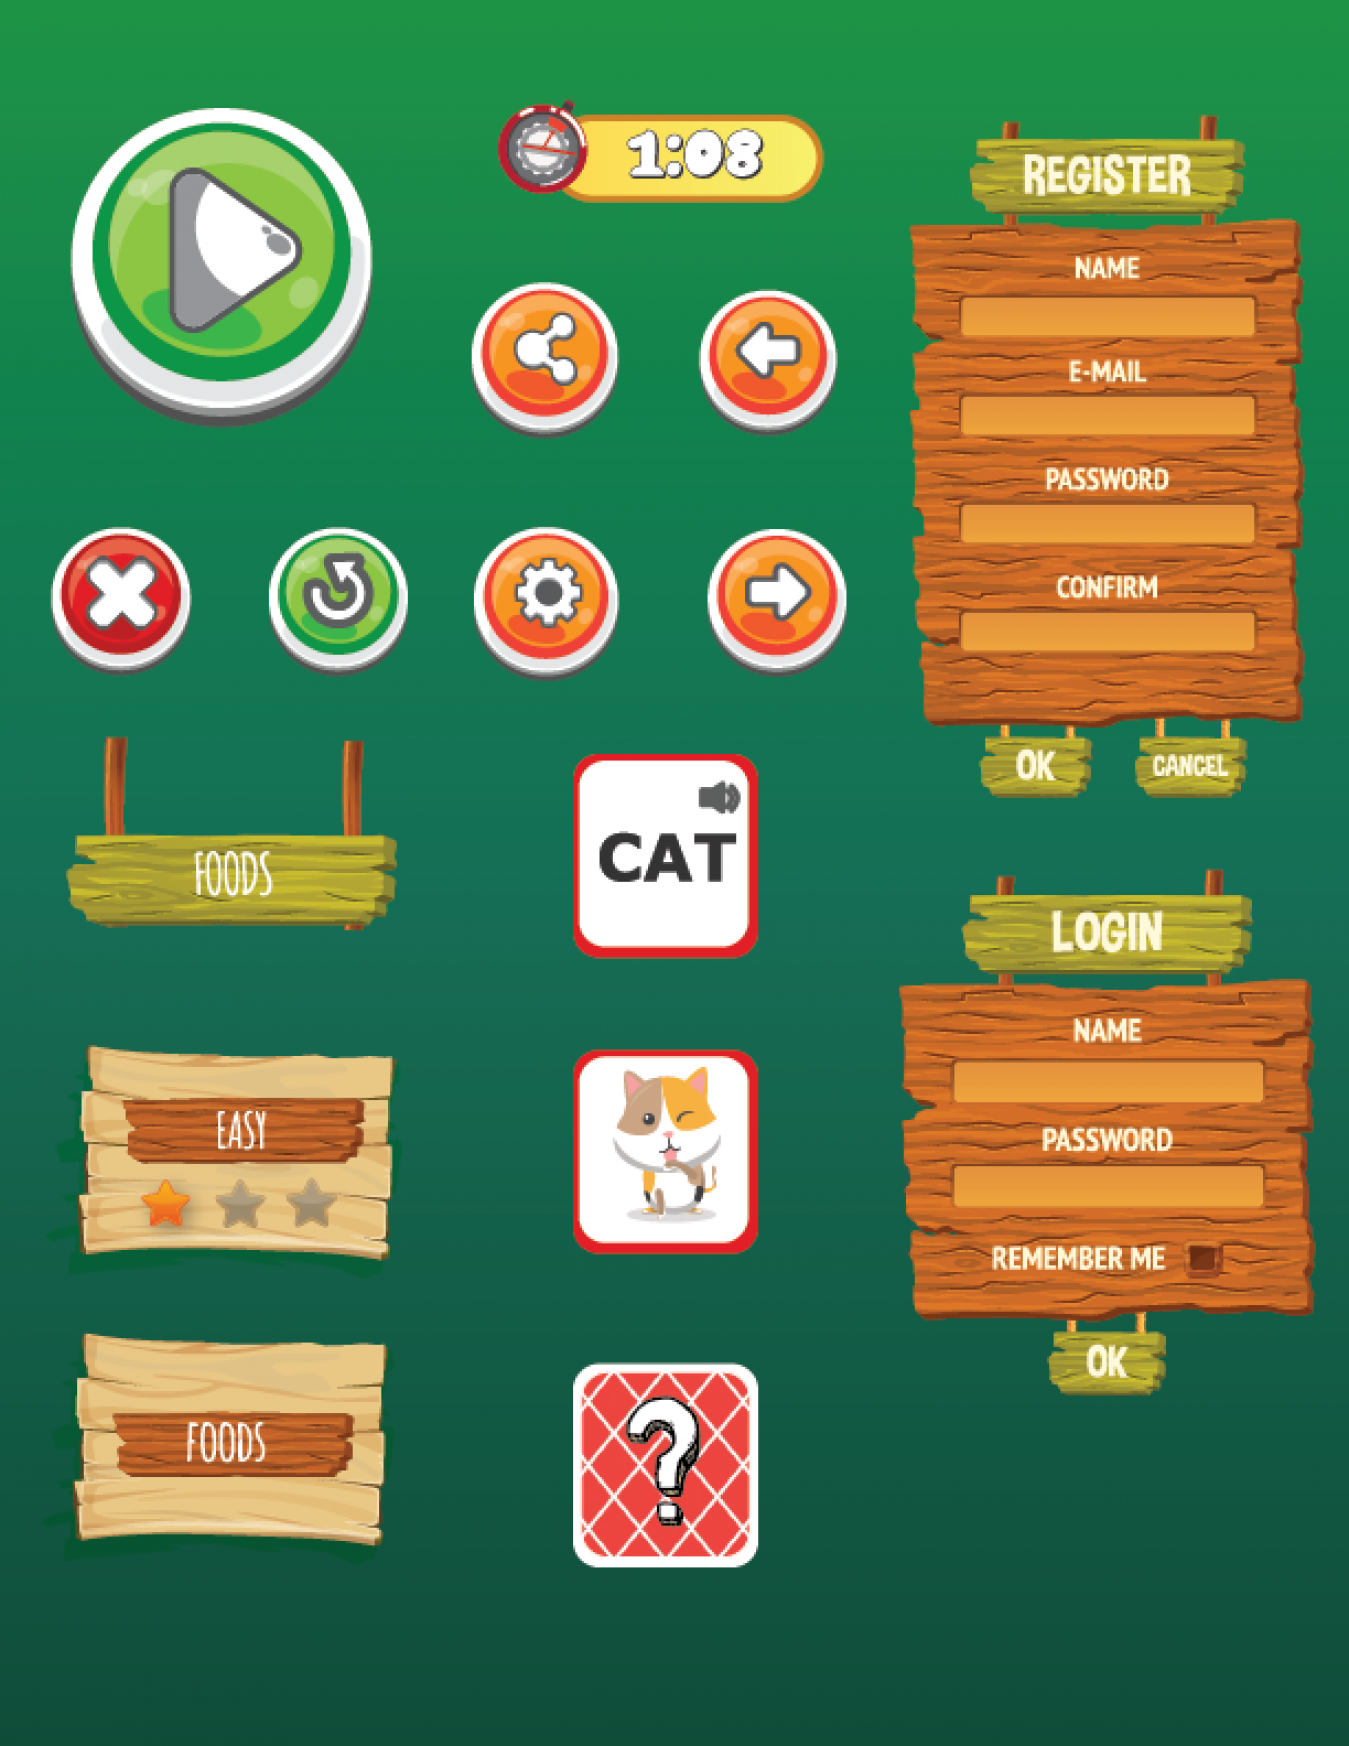 1:08
REGISTER
NAME
E-MAIL
PASSWORD
CONFIRM
OK
CANCEL
FOODS
CAT
LOGIN
NAME
PASSWORD
REMEMBER ME
OK
EASY
FOODS
?